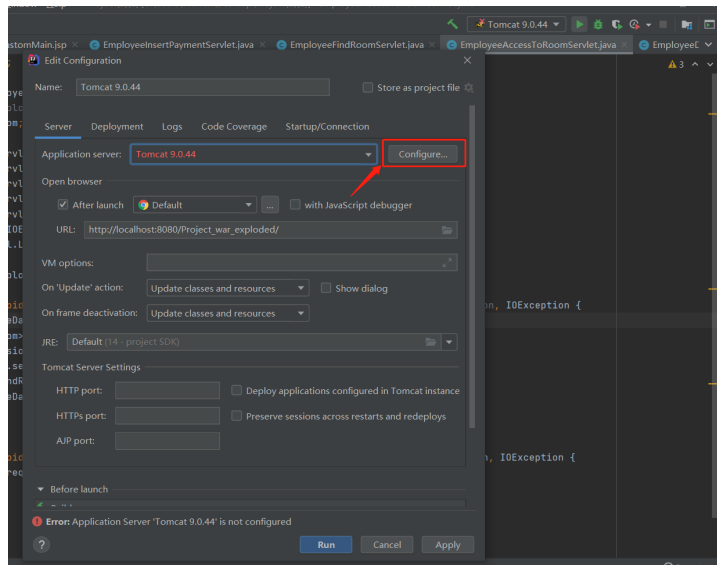 Tomcat 9.0.44
istomMain.jsp
EmployeeInsertPaymentServlet.java
EmployeeFindRoomServlet.java
EmployeeAccessToRoomServlet.java
Edit Configuration
3
Name: Tomcat 9.0.44 Store as project file
Server Deployment Logs Code Coverage Startup/Connection
Application server: Tomcat 9.0.44 Configure...
Open browser
After launch Default ... with JavaScript debugger
URL: http://localhost:8080/Project_war_exploded/
VM options:
On 'Update' action: Update classes and resources Show dialog
On frame deactivation: Update classes and resources
on, IOException {
JRE: Default (14 - project SDK)
Tomcat Server Settings
HTTP port: Deploy applications configured in Tomcat instance
HTTPs port: Preserve sessions across restarts and redeploys
AJP port:
, IOException {
Before launch
Error: Application Server 'Tomcat 9.0.44' is not configured
? Run Cancel Apply